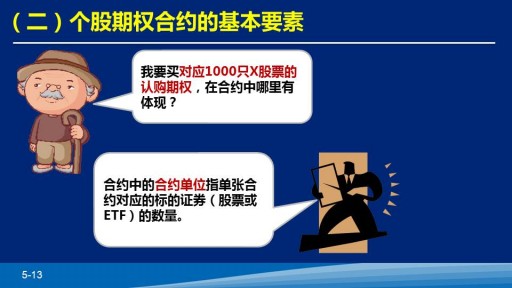 （二）个股期权合约的基本要素
我要买对应1000只X股票的
认购期权，在合约中哪里有
体现？
合约中的合约单位指单张合
约对应的标的证券（股票或
ETF）的数量。
5-13